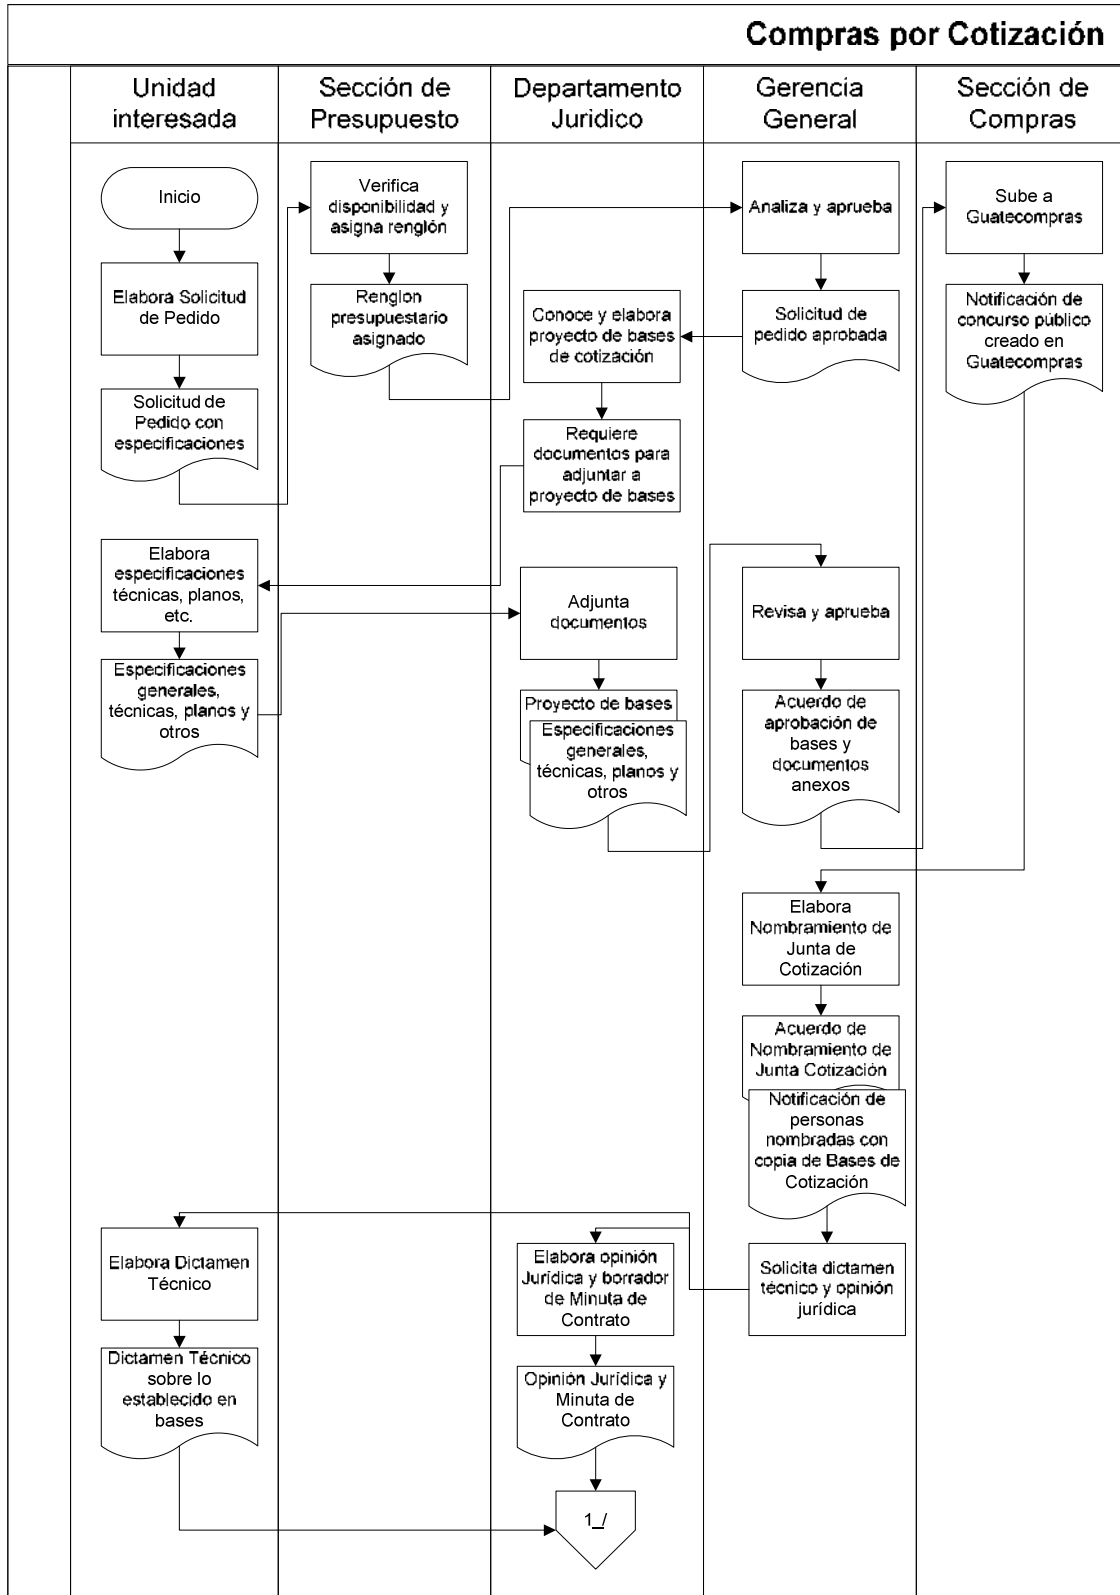 Compras por Cotización
Unidad
interesada
Sección de
Presupuesto
Departamento
Juridico
Gerencia
General
Sección de
Compras
Inicio
Verifica
disponibilidad y
asigna renglón
Analiza y aprueba
Sube a
Guatecompras
Elabora Solicitud
de Pedido
Renglon
presupuestario
asignado
Conoce y elabora
proyecto de bases
de cotización
Solicitud de
pedido aprobada
Notificación de
concurso público
creado en
Guatecompras
Solicitud de
Pedido con
especificaciones
Requiere
documentos para
adjuntar a
proyecto de bases
Elabora
especificaciones
técnicas, planos,
etc.
Adjunta
documentos
Revisa y aprueba
Especificaciones
generales,
técnicas, planos y
otros
Proyecto de bases
Especificaciones
generales,
técnicas, planos y
otros
Acuerdo de
aprobación de
bases y
documentos
anexos
Elabora
Nombramiento de
Junta de
Cotización
Acuerdo de
Nombramiento de
Junta Cotización
Notificación de
personas
nombradas con
copia de Bases de
Cotización
Elabora Dictamen
Técnico
Elabora opinión
Jurídica y borrador
de Minuta de
Contrato
Solicita dictamen
técnico y opinión
jurídica
Dictamen Técnico
sobre lo
establecido en
bases
Opinión Jurídica y
Minuta de
Contrato
1_/